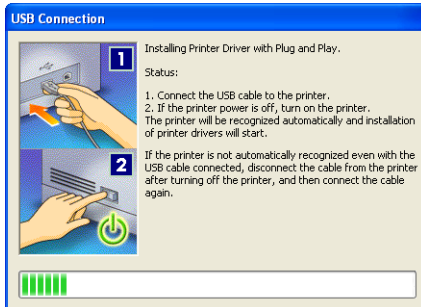 USB Connection
1
Installing Printer Driver with Plug and Play.
Status:
1. Connect the USB cable to the printer.
2. If the printer power is off, turn on the printer.
The printer will be recognized automatically and installation
of printer drivers will start.
2
If the printer is not automatically recognized even with the
USB cable connected, disconnect the cable from the printer
after turning off the printer, and then connect the cable
again.